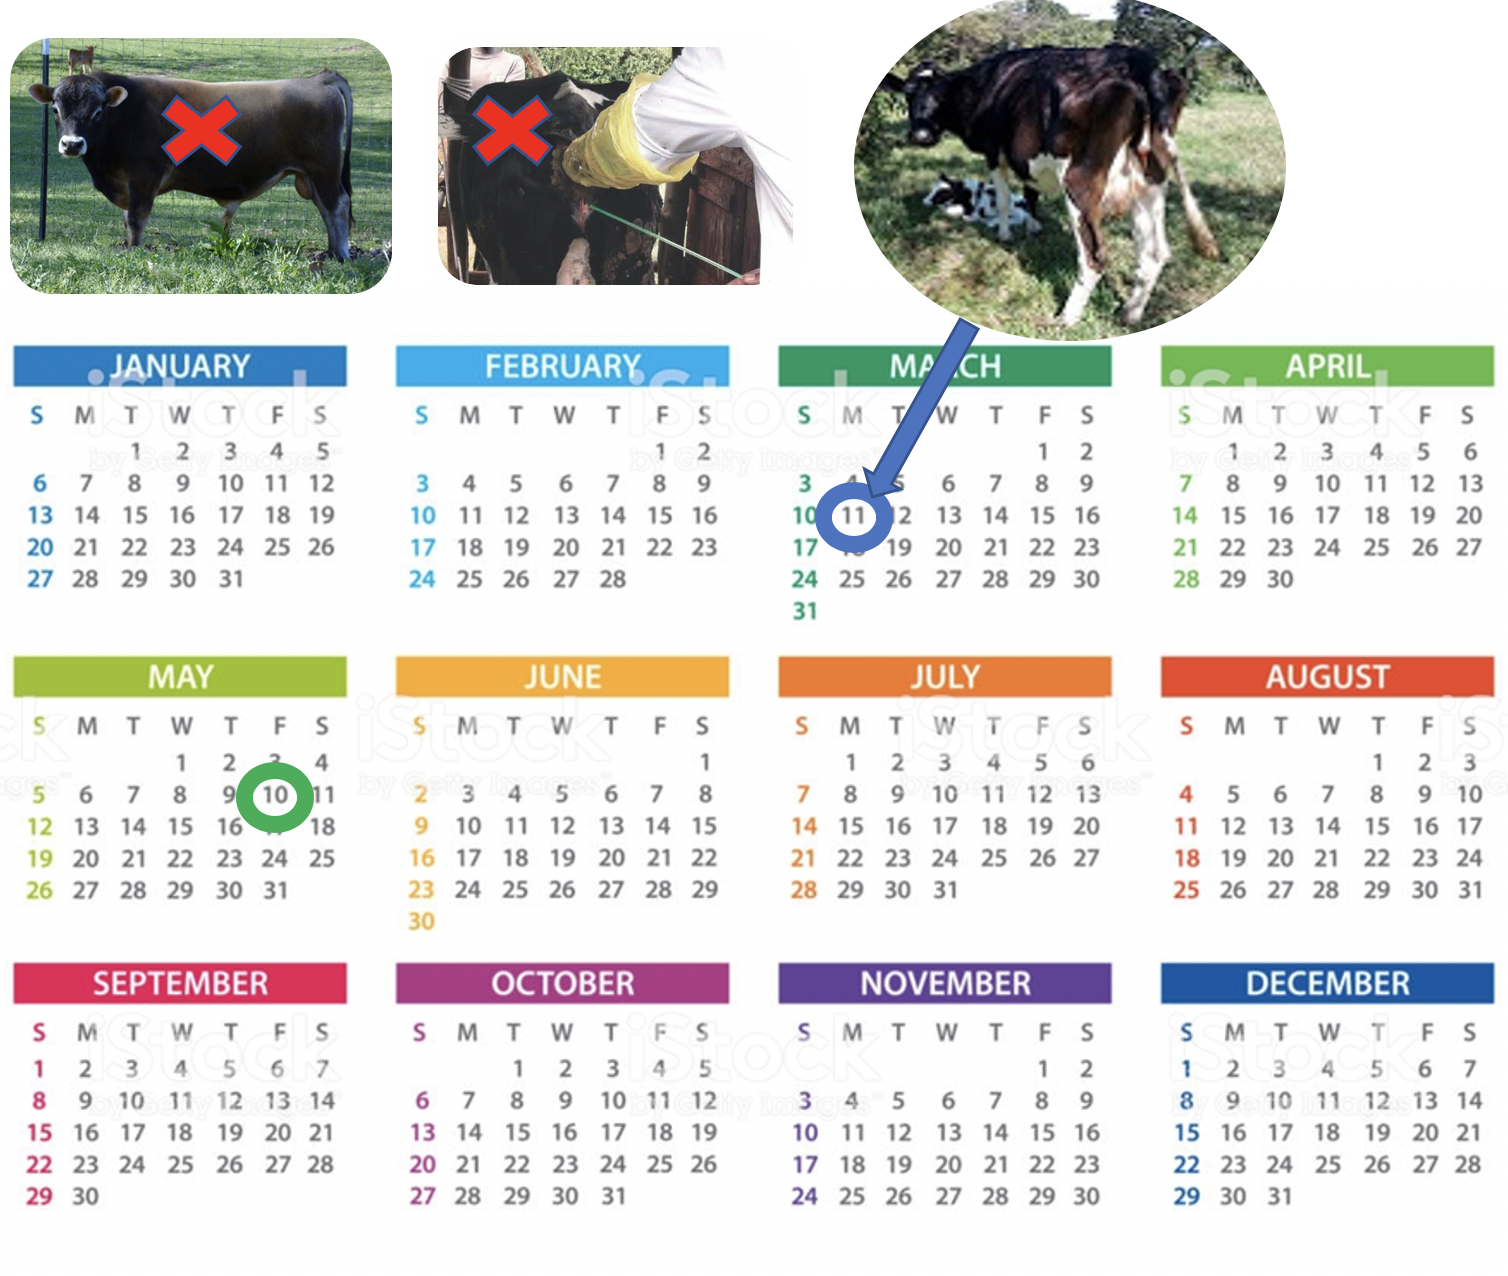 JANUARY
S M T W T F S
1 2 3 4 5
6 7 8 9 10 11 12
13 14 15 16 17 18 19
20 21 22 23 24 25 26
27 28 29 30 31
FEBRUARY
S M T W T F S
1 2
3 4 5 6 7 8 9
10 11 12 13 14 15 16
17 18 19 20 21 22 23
24 25 26 27 28
MARCH
S M T W T F S
1 2
3 4 5 6 7 8 9
10 11 12 13 14 15 16
17 19 20 21 22 23
24 25 26 27 28 29 30
31
APRIL
S M T W T F S
1 2 3 4 5 6
7 8 9 10 11 12 13
14 15 16 17 18 19 20
21 22 23 24 25 26 27
28 29 30
MAY
S M T W T F S
1 2 3 4
5 6 7 8 9 10 11
12 13 14 15 16 18
19 20 21 22 23 24 25
26 27 28 29 30 31
JUNE
S M T W T F S
1
2 3 4 5 6 7 8
9 10 11 12 13 14 15
16 17 18 19 20 21 22
23 24 25 26 27 28 29
30
JULY
S M T W T F S
1 2 3 4 5 6
7 8 9 10 11 12 13
14 15 16 17 18 19 20
21 22 23 24 25 26 27
28 29 30 31
AUGUST
S M T W T F S
1 2 3
4 5 6 7 8 9 10
11 12 13 14 15 16 17
18 19 20 21 22 23 24
25 26 27 28 29 30 31
SEPTEMBER
S M T W T F S
1 2 3 4 5 6 7
8 9 10 11 12 13 14
15 16 17 18 19 20 21
22 23 24 25 26 27 28
29 30
OCTOBER
S M T W T F S
1 2 3 4 5
6 7 8 9 10 11 12
13 14 15 16 17 18 19
20 21 22 23 24 25 26
27 28 29 30 31
NOVEMBER
S M T W T F S
1 2
3 4 5 6 7 8 9
10 11 12 13 14 15 16
17 18 19 20 21 22 23
24 25 26 27 28 29 30
DECEMBER
S M T W T F S
1 2 3 4 5 6 7
8 9 10 11 12 13 14
15 16 17 18 19 20 21
22 23 24 25 26 27 28
29 30 31
iStock
by Getty Images™